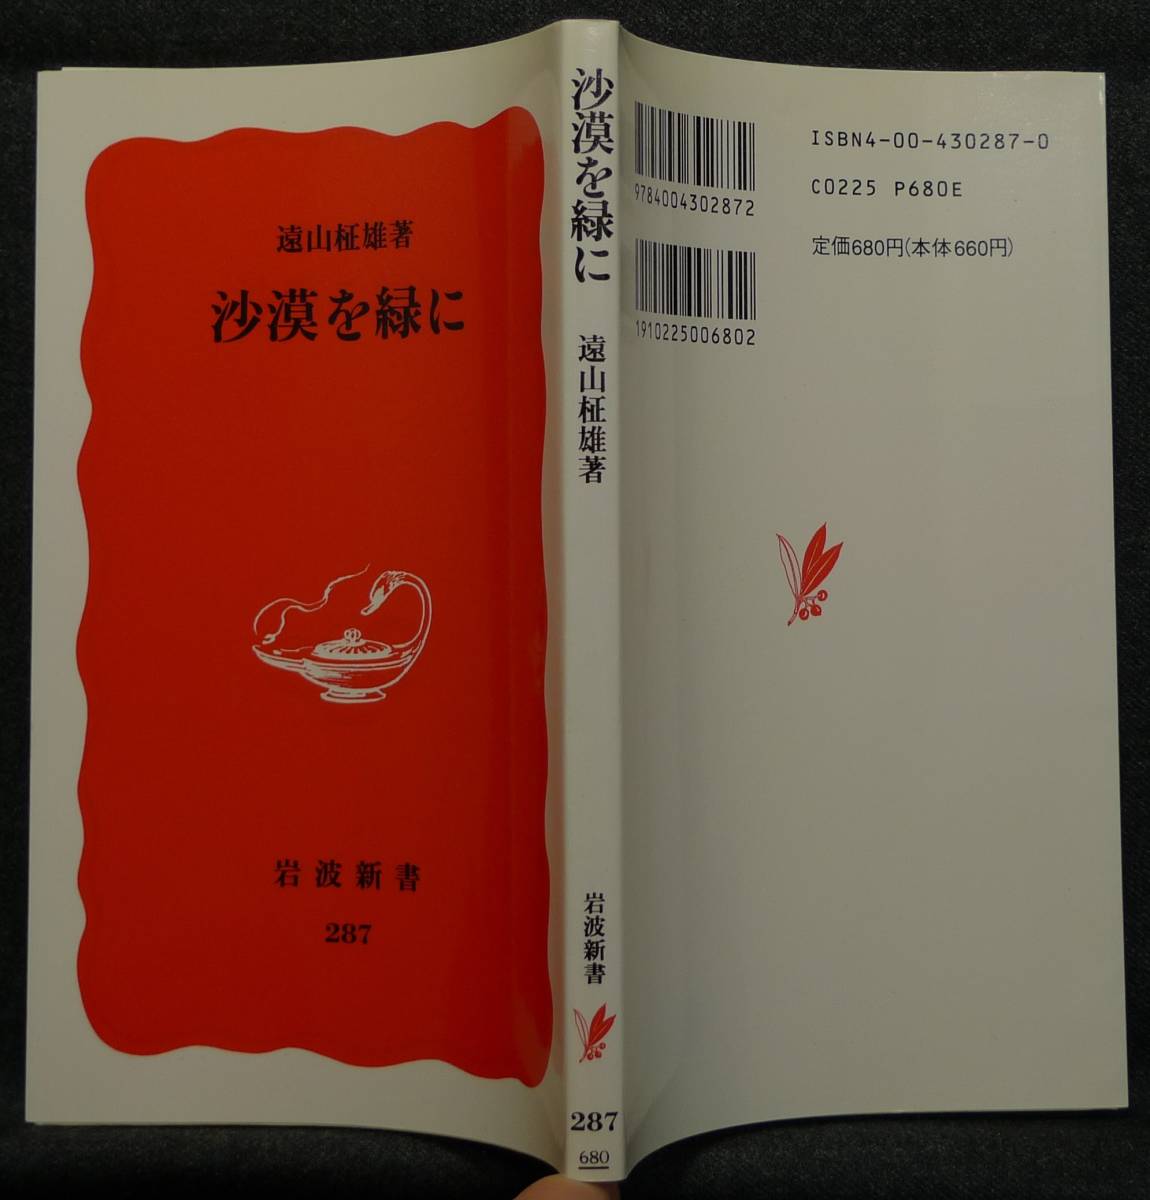 遠山柾雄著
沙漠を緑に
岩波新書
287
沙漠を緑に
遠山柾雄著
岩波新書
287
680
9784004302872
1910225006802
ISBN4-00-430287-0
C0225 P680E
定価680円(本体660円)